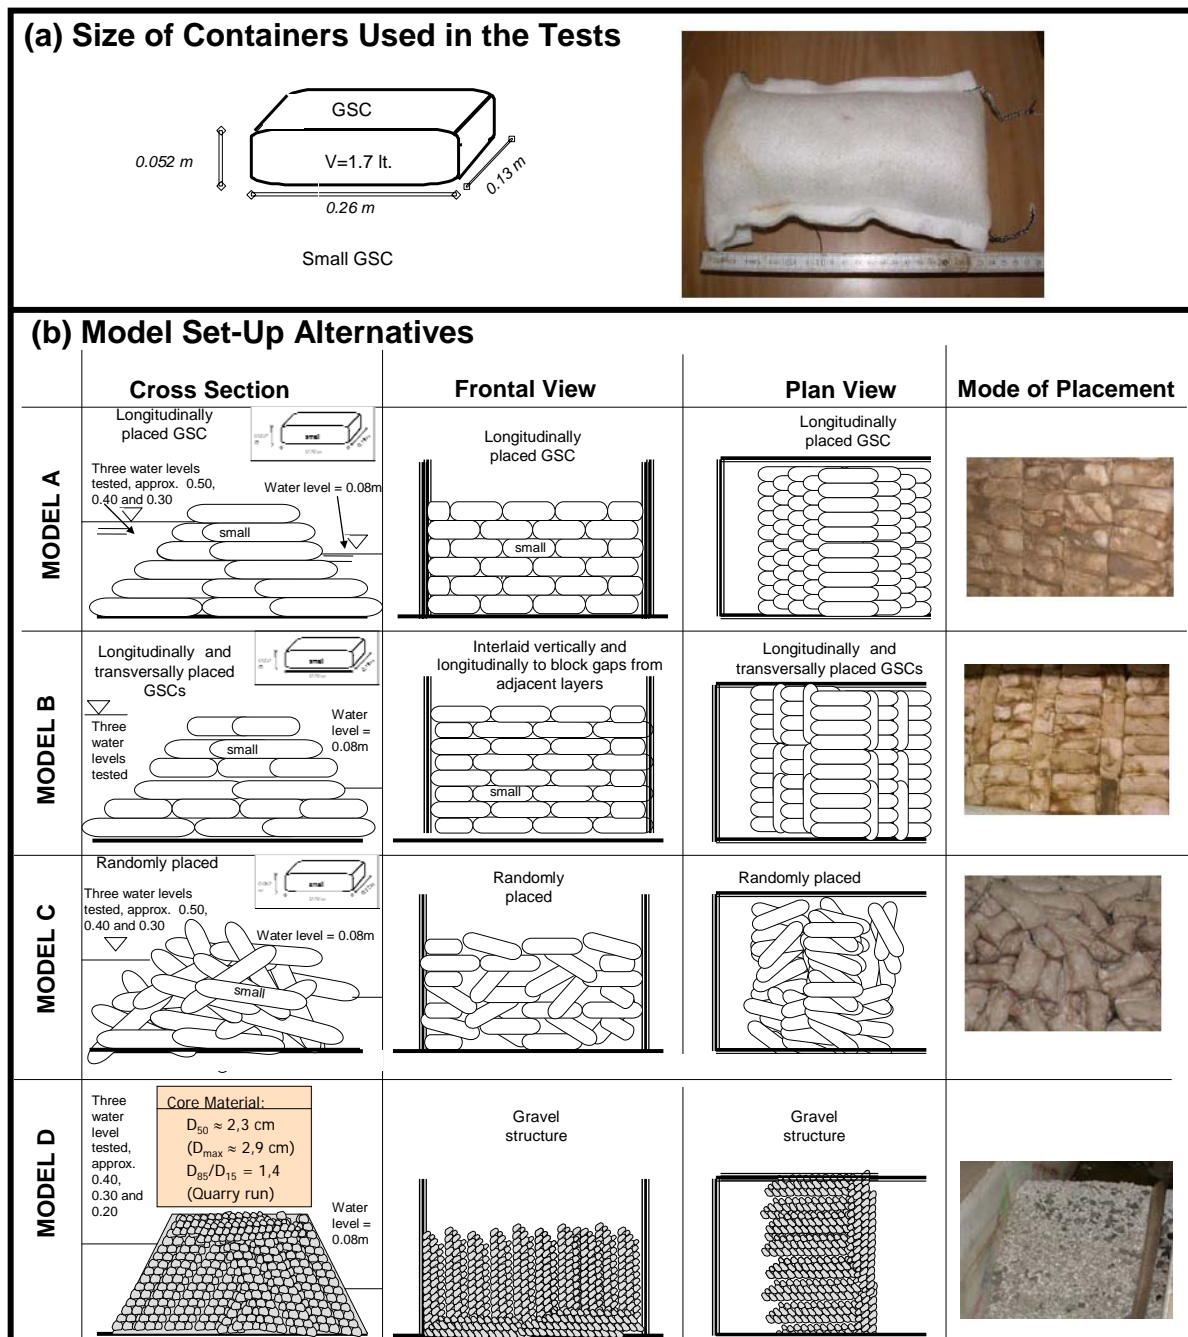 (a) Size of Containers Used in the Tests
GSC
V=1.7 lt.
0.052 m
0.26 m
0.13 m
Small GSC
(b) Model Set-Up Alternatives
Cross Section
Frontal View
Plan View
Mode of Placement
MODEL A
Longitudinally
placed GSC
small
Three water levels
tested, approx. 0.50,
0.40 and 0.30
Water level = 0.08m
small
Longitudinally
placed GSC
small
Longitudinally
placed GSC
MODEL B
Longitudinally and
transversally placed
GSCs
small
Three
water
levels
tested
Water
level =
0.08m
small
Interlaid vertically and
longitudinally to block gaps from
adjacent layers
small
Longitudinally and
transversally placed GSCs
MODEL C
Randomly placed
small
Three water levels
tested, approx. 0.50,
0.40 and 0.30
Water level = 0.08m
small
Randomly
placed
Randomly placed
MODEL D
Three
water
level
tested,
approx.
0.40,
0.30 and
0.20
Core Material:
D50 ≈ 2,3 cm
(Dmax ≈ 2,9 cm)
D85/D15 = 1,4
(Quarry run)
Water
level =
0.08m
Gravel
structure
Gravel
structure